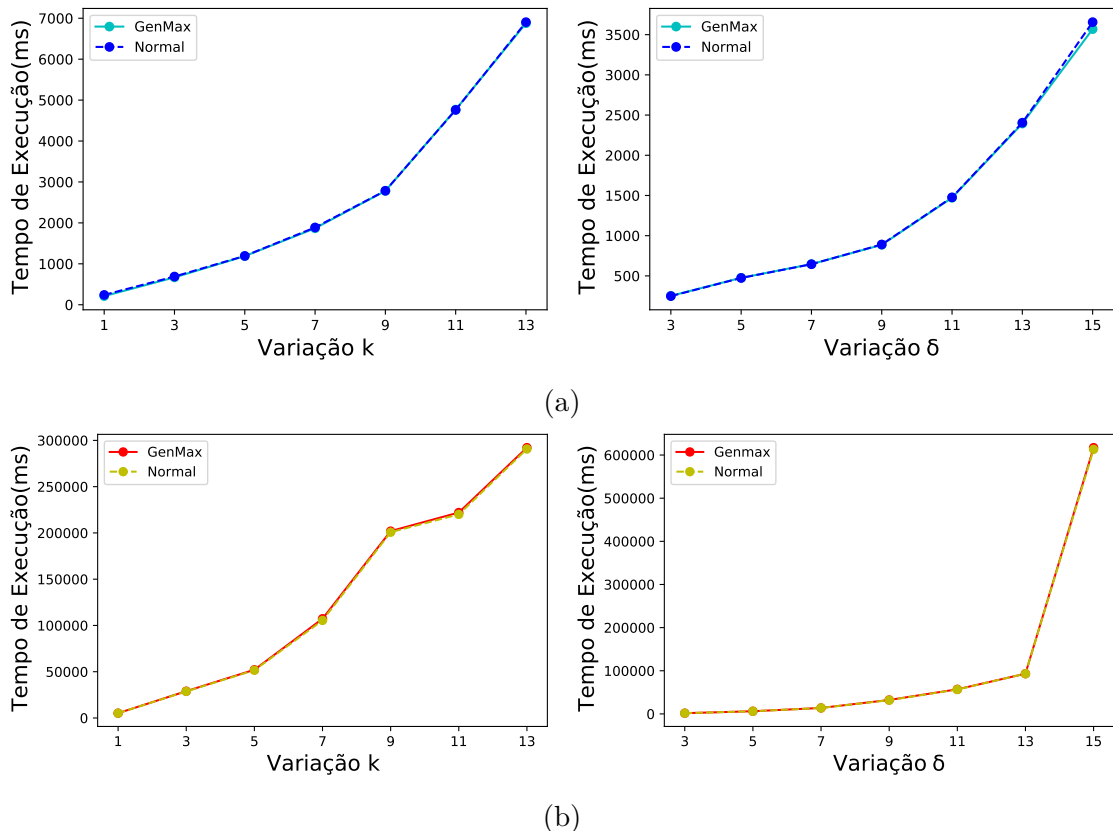 GenMax
Normal
Tempo de Execução(ms)
7000
6000
5000
4000
3000
2000
1000
0
1 3 5 7 9 11 13
Variação k
GenMax
Normal
Tempo de Execução(ms)
3500
3000
2500
2000
1500
1000
500
3 5 7 9 11 13 15
Variação δ
(a)
GenMax
Normal
Tempo de Execução(ms)
300000
250000
200000
150000
100000
50000
0
1 3 5 7 9 11 13
Variação k
Genmax
Normal
Tempo de Execução(ms)
600000
500000
400000
300000
200000
100000
0
3 5 7 9 11 13 15
Variação δ
(b)